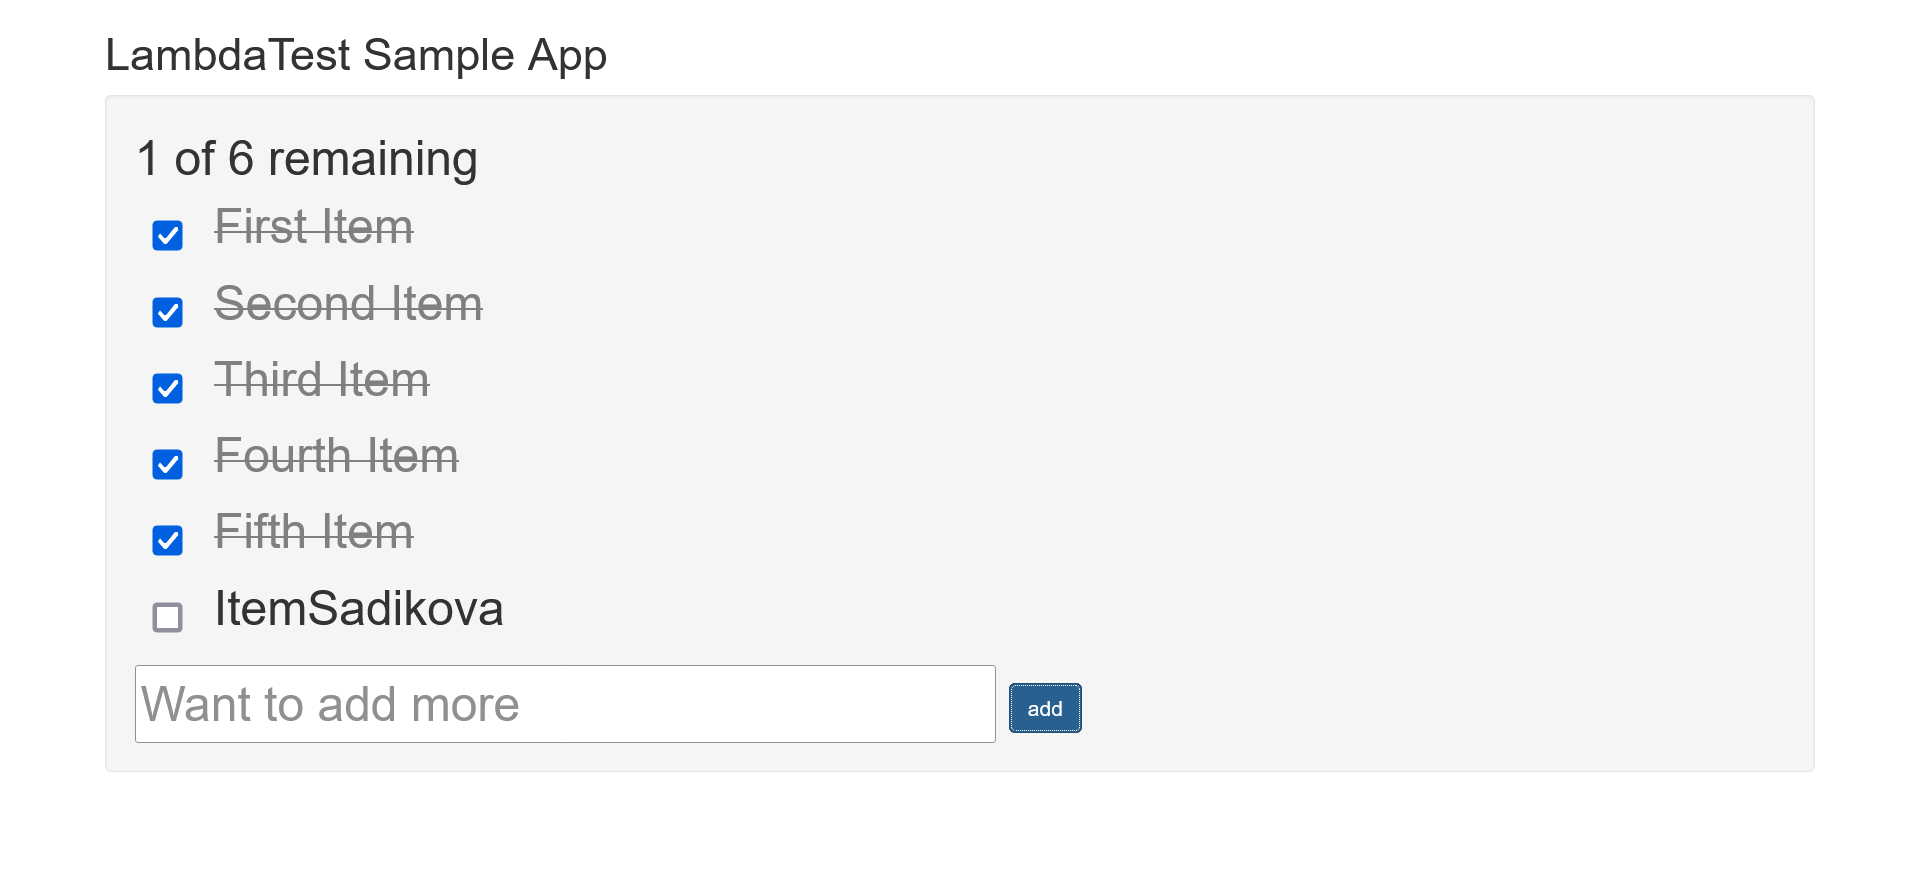 LambdaTest Sample App
1 of 6 remaining
First Item
Second Item
Third Item
Fourth Item
Fifth Item
ItemSadikova
Want to add more
add